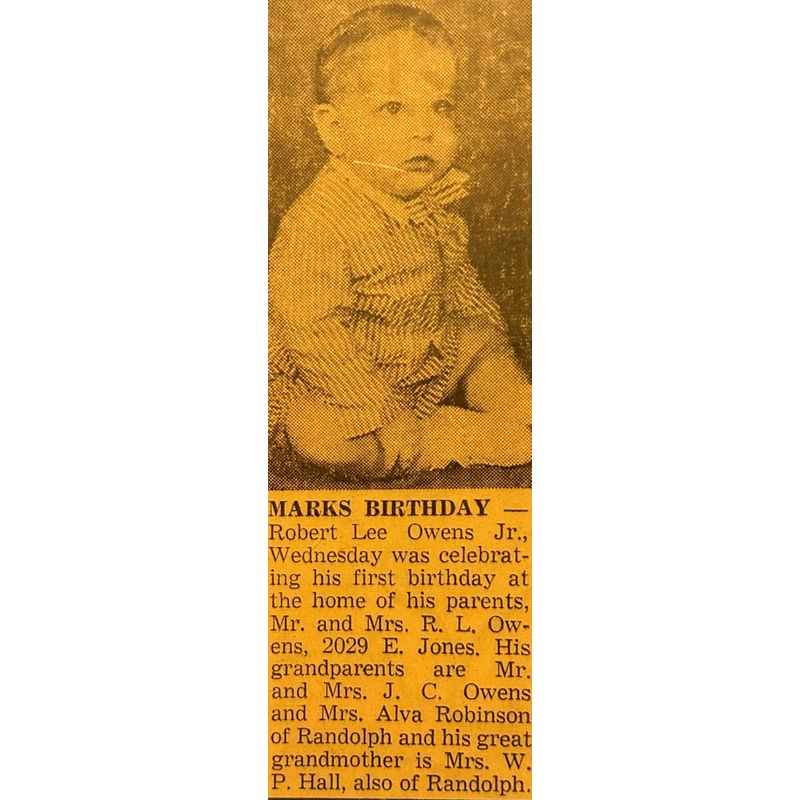 MARKS BIRTHDAY —
Robert Lee Owens Jr.,
Wednesday was celebrat-
ing his first birthday at
the home of his parents,
Mr. and Mrs. R. L. Ow-
ens, 2029 E. Jones. His
grandparents are Mr.
and Mrs. J. C. Owens
and Mrs. Alva Robinson
of Randolph and his great
grandmother is Mrs. W.
P. Hall, also of Randolph.